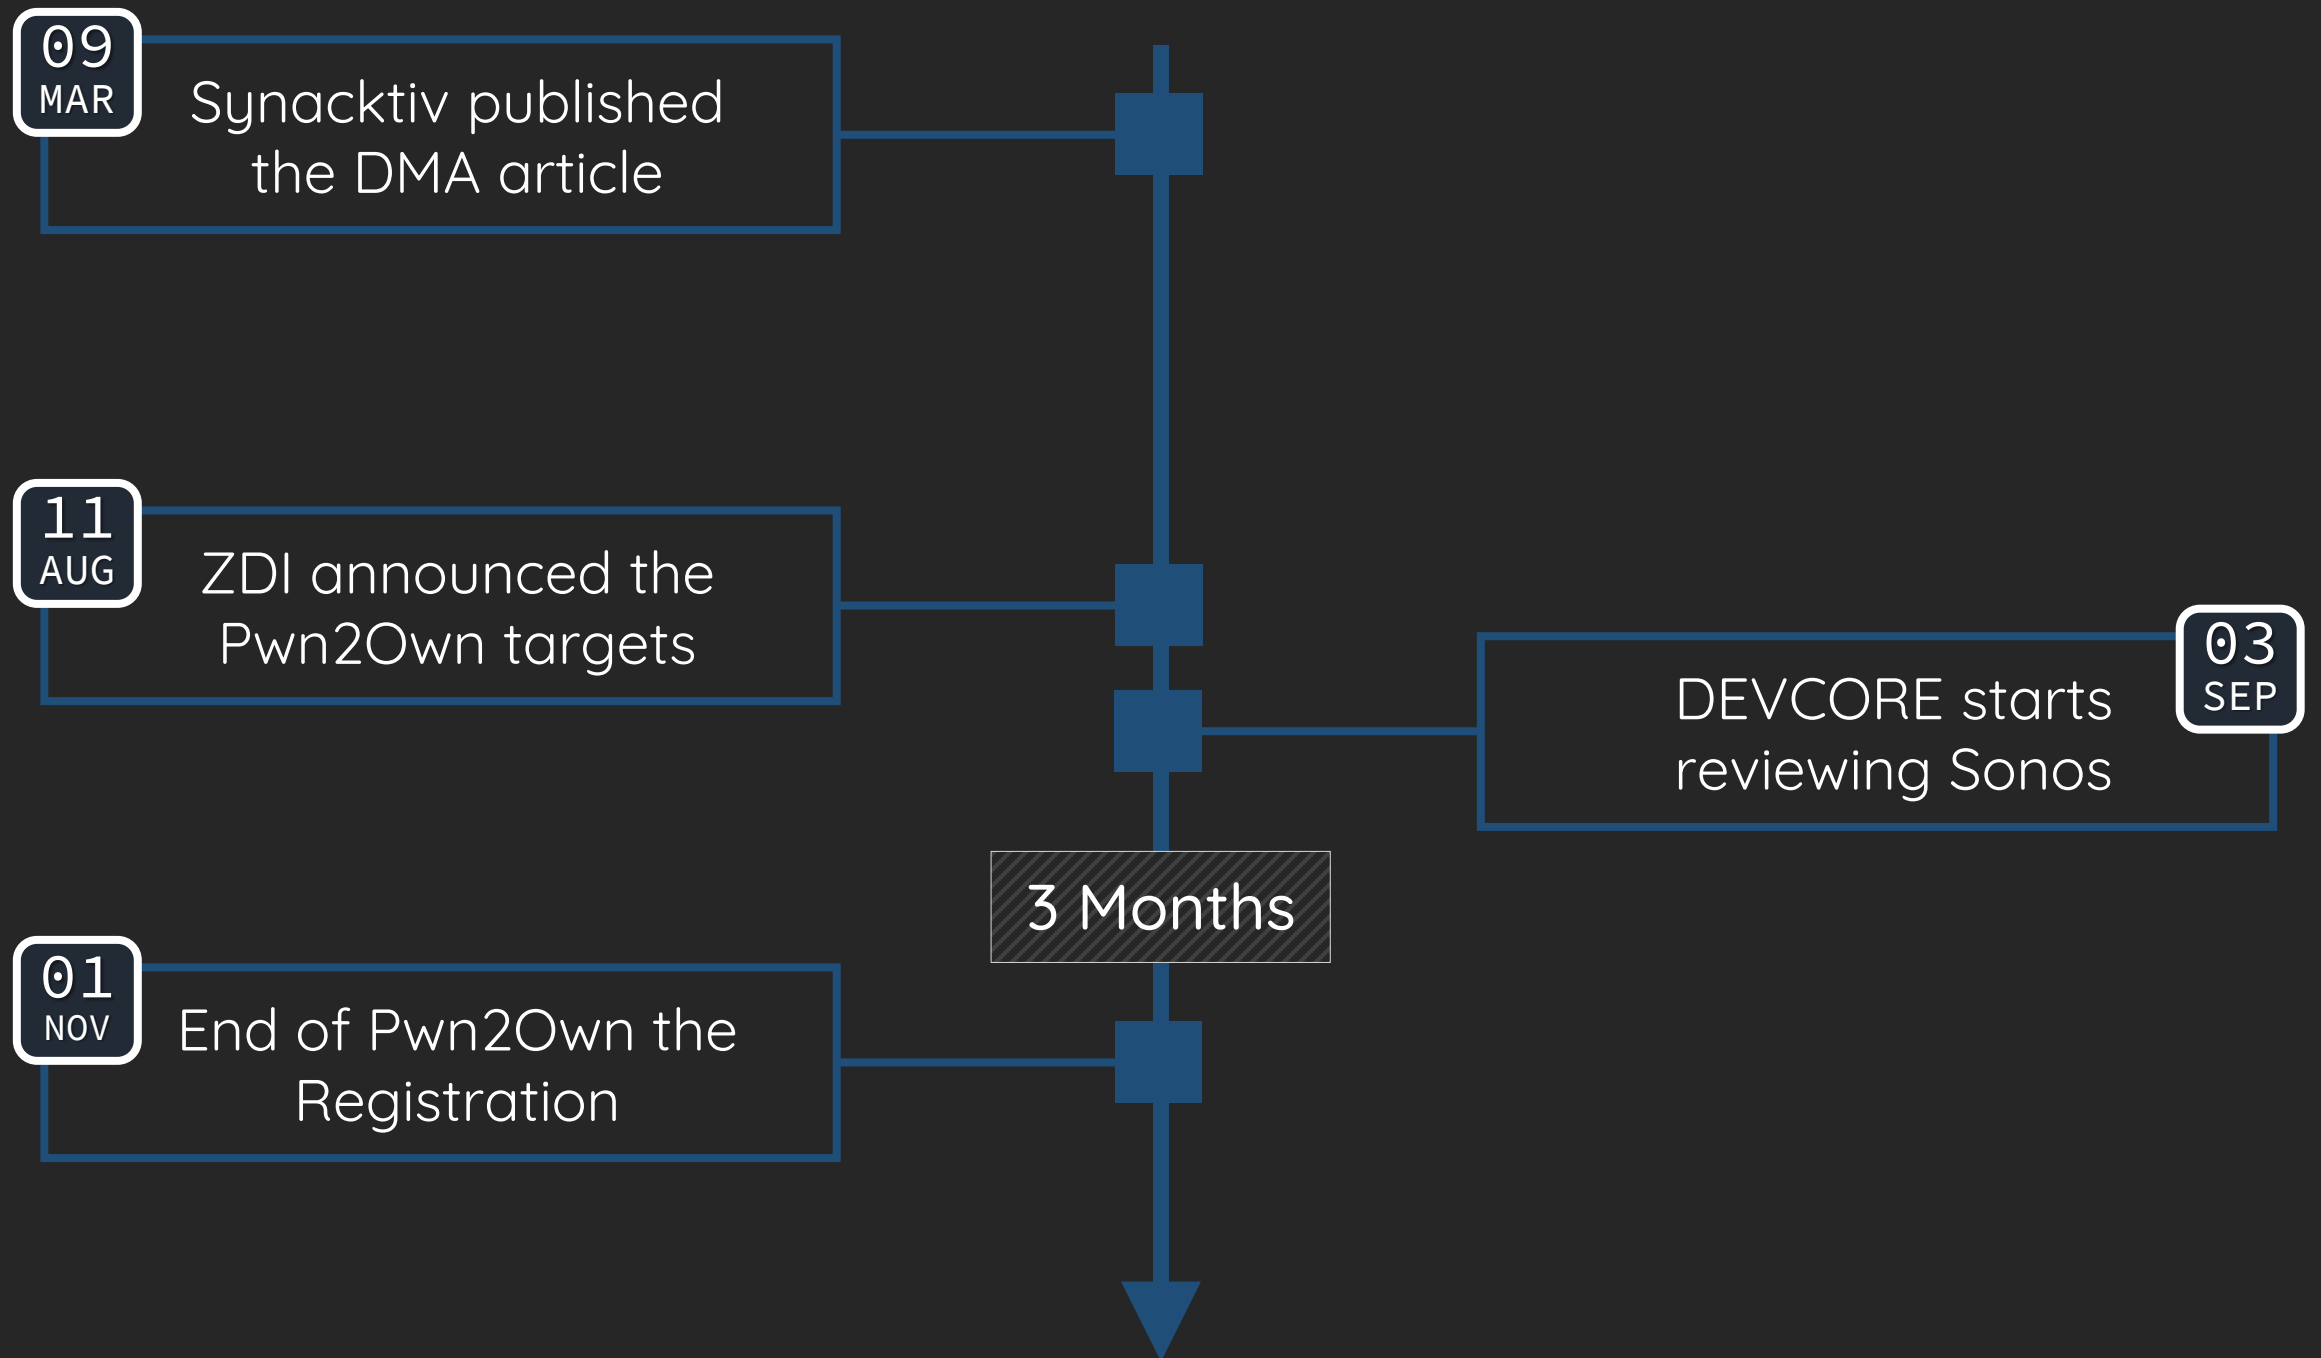 09
MAR
Synacktiv published
the DMA article
11
AUG
ZDI announced the
Pwn2Own targets
03
SEP
DEVCORE starts
reviewing Sonos
3 Months
01
NOV
End of Pwn2Own the
Registration